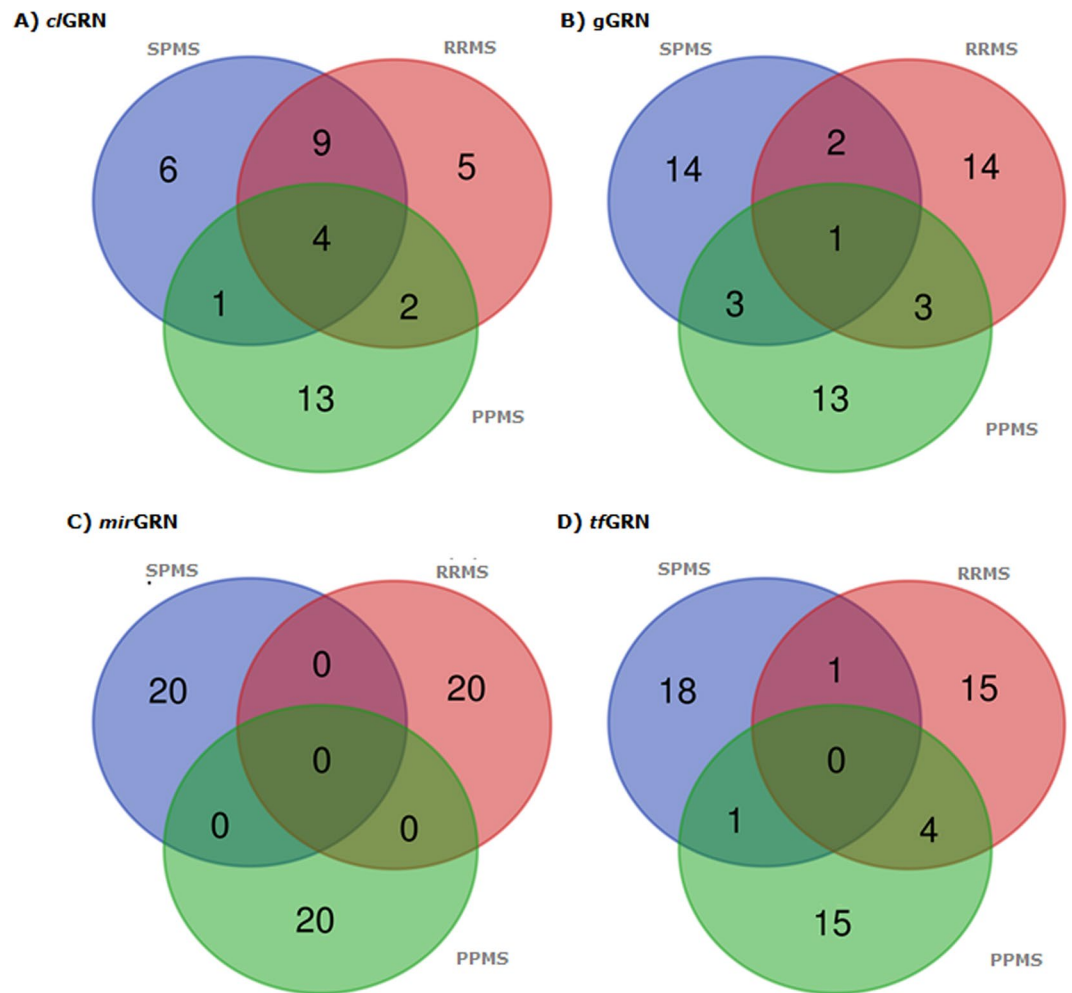 A) clGRN
B) gGRN
SPMS
RRMS
SPMS
RRMS
6
9
5
14
2
14
4
1
1
2
3
3
13
13
PPMS
PPMS
C) mirGRN
D) tfGRN
SPMS
RRMS
SPMS
RRMS
20
0
20
18
1
15
0
0
0
0
1
4
20
15
PPMS
PPMS